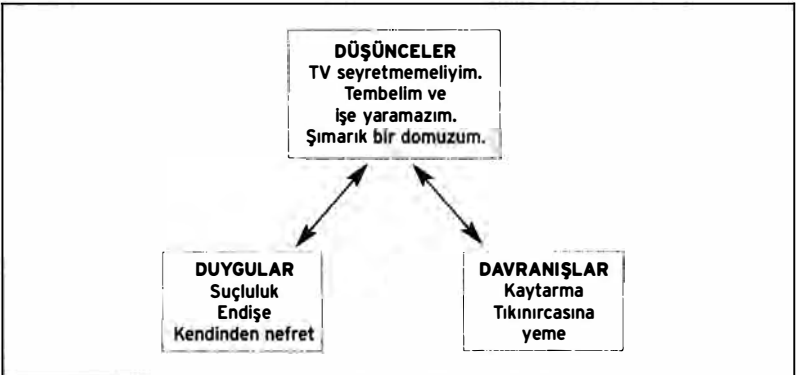 DÜŞÜNCELER
TV seyretmemeliyim.
Tembelim ve
işe yaramazım.
Şımarık bir domuzum.
DUYGULAR
Suçluluk
Endişe
Kendinden nefret
DAVRANIŞLAR
Kaytarma
Tıkınırcasına
yeme